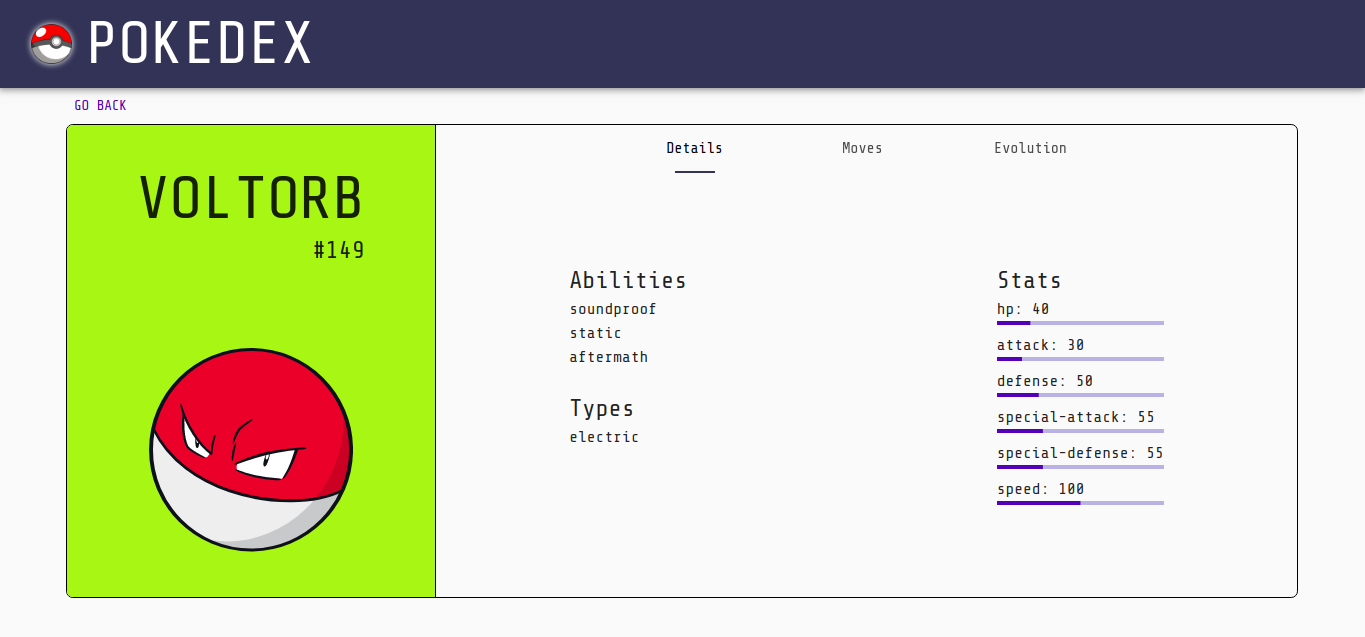 POKEDEX
GO BACK
VOLTORB
#149
Details Moves Evolution
Abilities
soundproof
static
aftermath
Types
electric
Stats
hp: 40
attack: 30
defense: 50
special-attack: 55
special-defense: 55
speed: 100